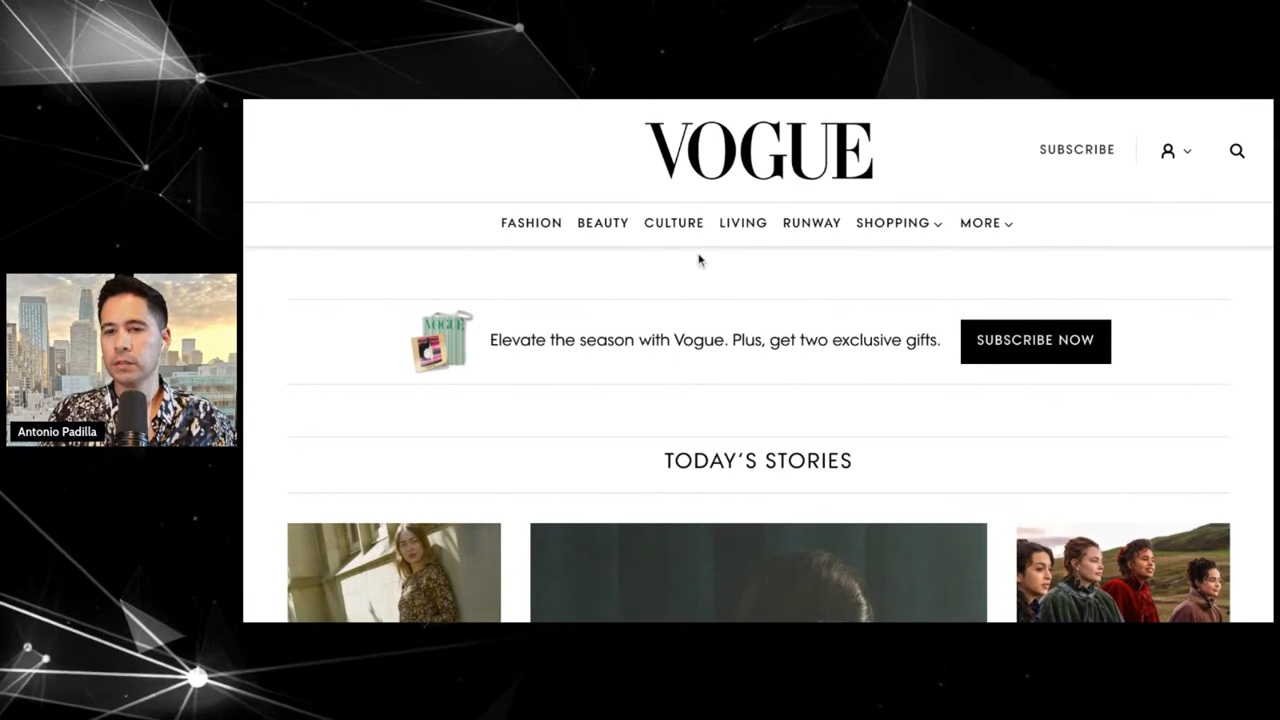 VOGUE
SUBSCRIBE
FASHION BEAUTY CULTURE LIVING RUNWAY SHOPPING MORE
VOGUE
Elevate the season with Vogue. Plus, get two exclusive gifts.
SUBSCRIBE NOW
Antonio Padilla
TODAY’S STORIES